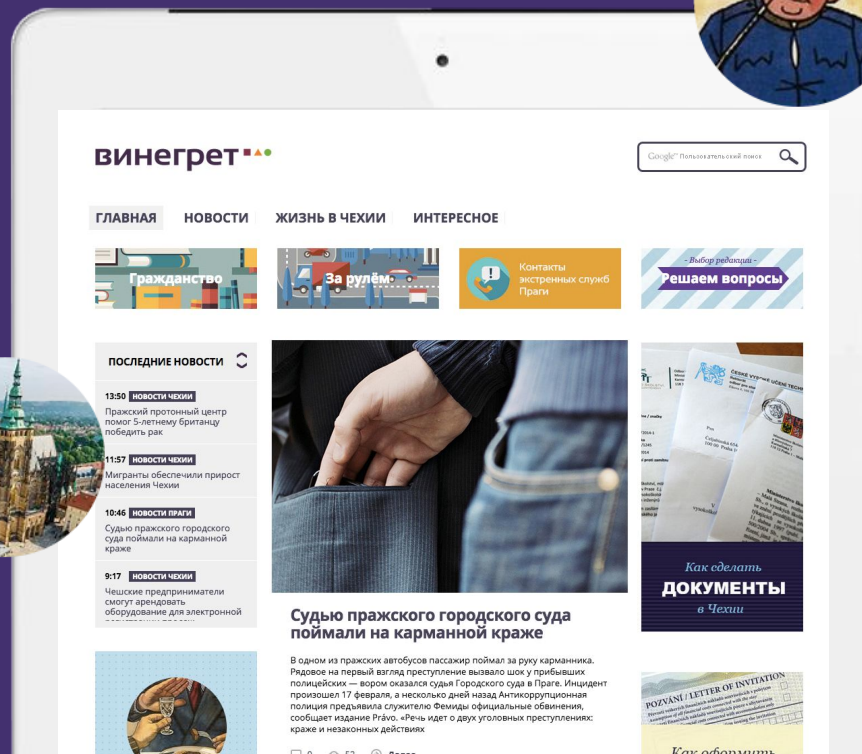 винегрет
Google™ Пользовательский поиск
ГЛАВНАЯ НОВОСТИ ЖИЗНЬ В ЧЕХИИ ИНТЕРЕСНОЕ
Гражданство
За рулём
Контакты
экстренных служб
Праги
- Выбор редакции -
Решаем вопросы
ПОСЛЕДНИЕ НОВОСТИ
13:50 НОВОСТИ ЧЕХИИ
Пражский протонный центр
помог 5-летнему британцу
победить рак
11:57 НОВОСТИ ЧЕХИИ
Мигранты обеспечили прирост
населения Чехии
10:46 НОВОСТИ ПРАГИ
Судью пражского городского
суда поймали на карманной
краже
9:17 НОВОСТИ ЧЕХИИ
Чешские предприниматели
смогут арендовать
оборудование для электронной
Судью пражского городского суда
поймали на карманной краже
В одном из пражских автобусов пассажир поймал за руку карманника.
Рядовое на первый взгляд преступление вызвало шок у прибывших
полицейских — вором оказался судья Городского суда в Праге. Инцидент
произошел 17 февраля, а несколько дней назад Антикоррупционная
полиция предъявила служителю Фемиды официальные обвинения,
сообщает издание Právo. «Речь идет о двух уголовных преступлениях:
краже и незаконных действиях
ČESKÉ VYSOKÉ UČENÍ TECHN
Как сделать
ДОКУМЕНТЫ
в Чехии
POZVÁNÍ / LETTER OF INVITATION
Как оформить